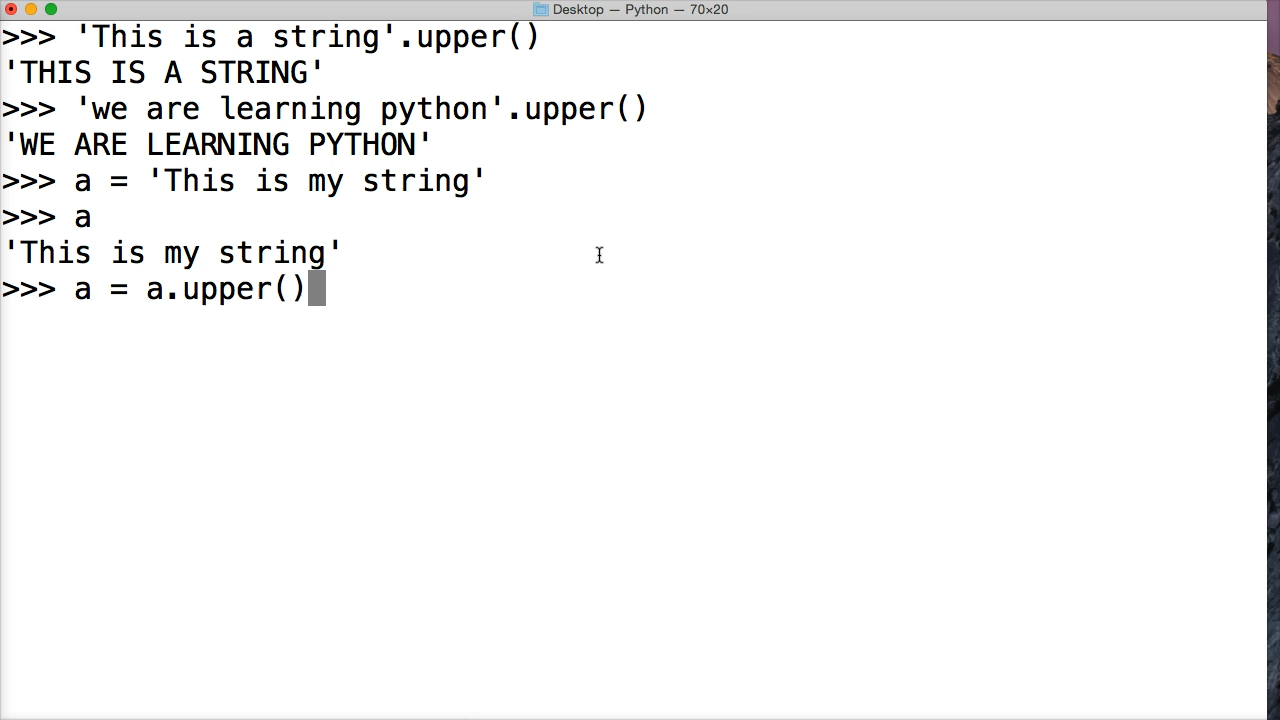 Desktop — Python — 70×20
>>> 'This is a string'.upper()
'THIS IS A STRING'
>>> 'we are learning python'.upper()
'WE ARE LEARNING PYTHON'
>>> a = 'This is my string'
>>> a
'This is my string'
>>> a = a.upper()